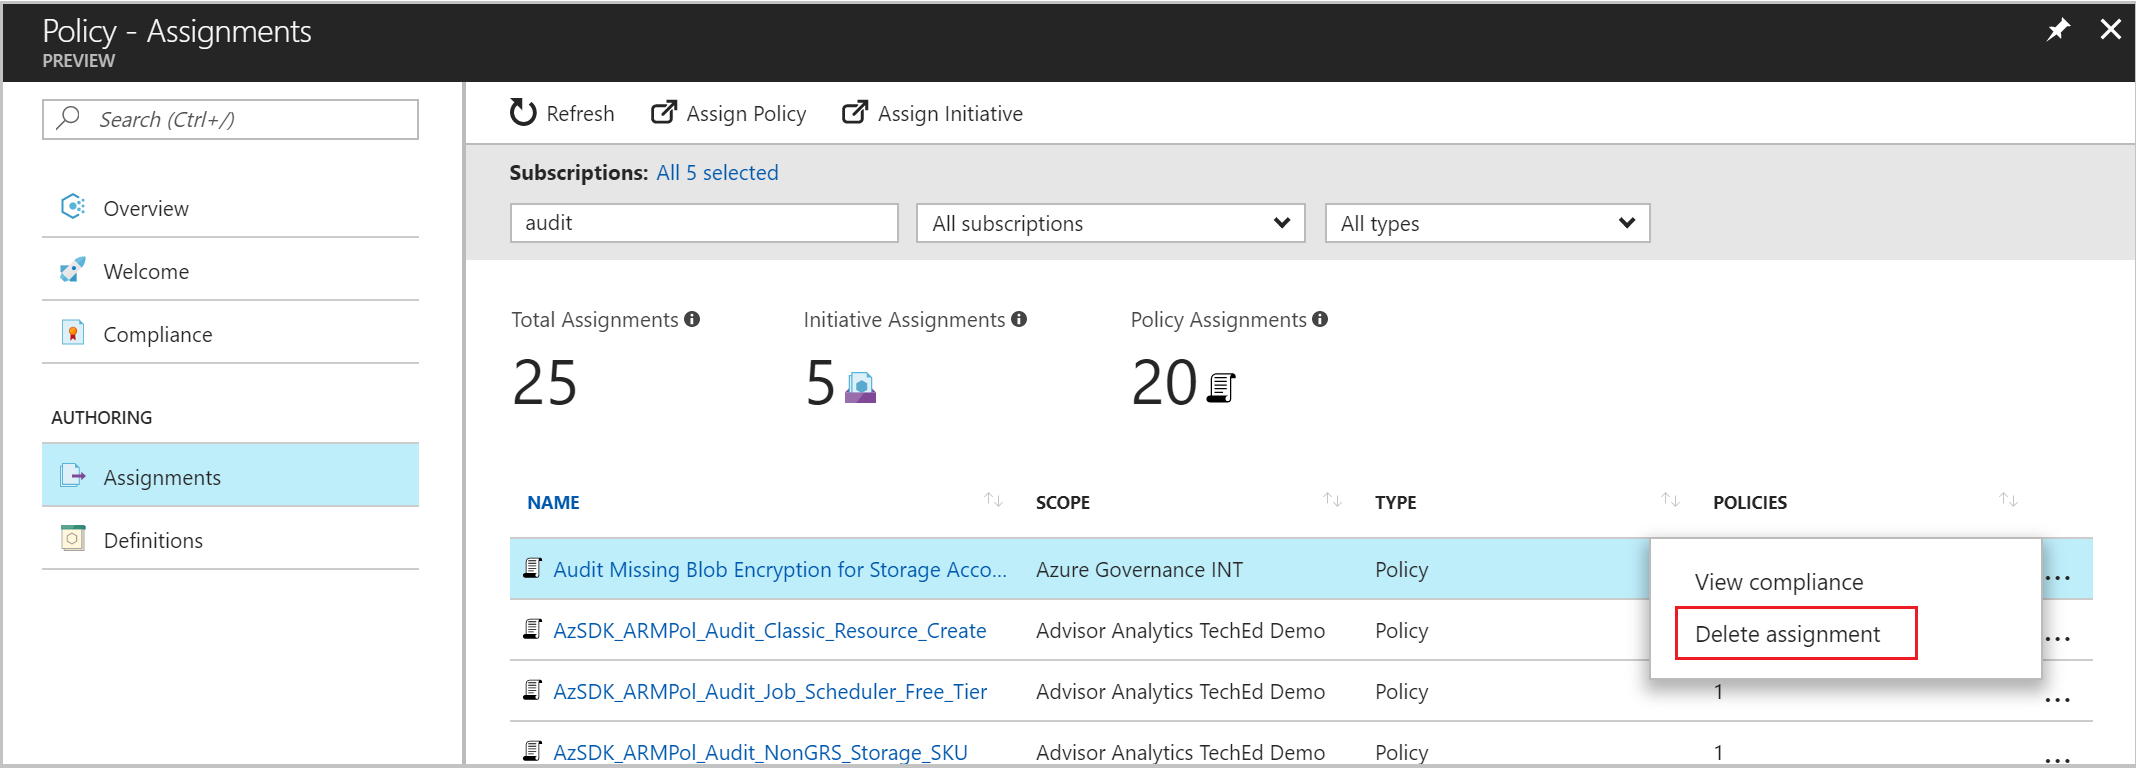 Policy - Assignments
PREVIEW
Search (Ctrl+/)
Overview
Welcome
Compliance
AUTHORING
Assignments
Definitions
Refresh Assign Policy Assign Initiative
Subscriptions: All 5 selected
audit All subscriptions All types
Total Assignments Initiative Assignments Policy Assignments
25 5 20
NAME SCOPE TYPE POLICIES
Audit Missing Blob Encryption for Storage Acco... Azure Governance INT Policy ...
View compliance
AzSDK_ARMPol_Audit_Classic_Resource_Create Advisor Analytics TechEd Demo Policy ...
Delete assignment
AzSDK_ARMPol_Audit_Job_Scheduler_Free_Tier Advisor Analytics TechEd Demo Policy 1 ...
AzSDK_ARMPol_Audit_NonGRS_Storage_SKU Advisor Analytics TechEd Demo Policy 1 ...